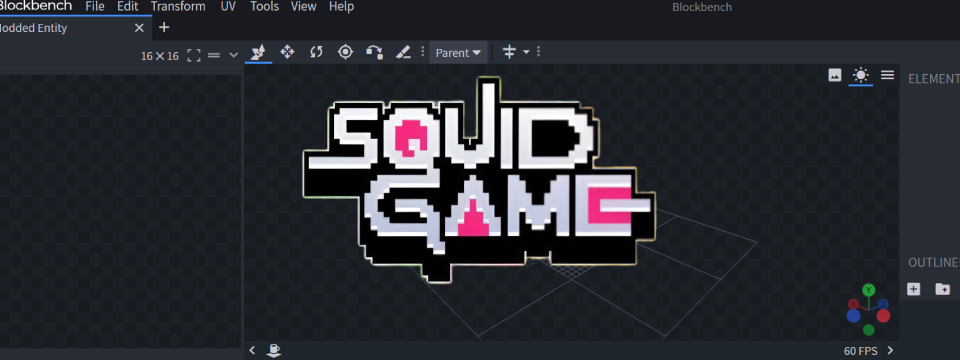 Blockbench File Edit Transform UV Tools View Help
Blockbench
Modded Entity
16×16
Parent
ELEMENT
SQUID
GAME
OUTLINE
Y
X
Z
60 FPS